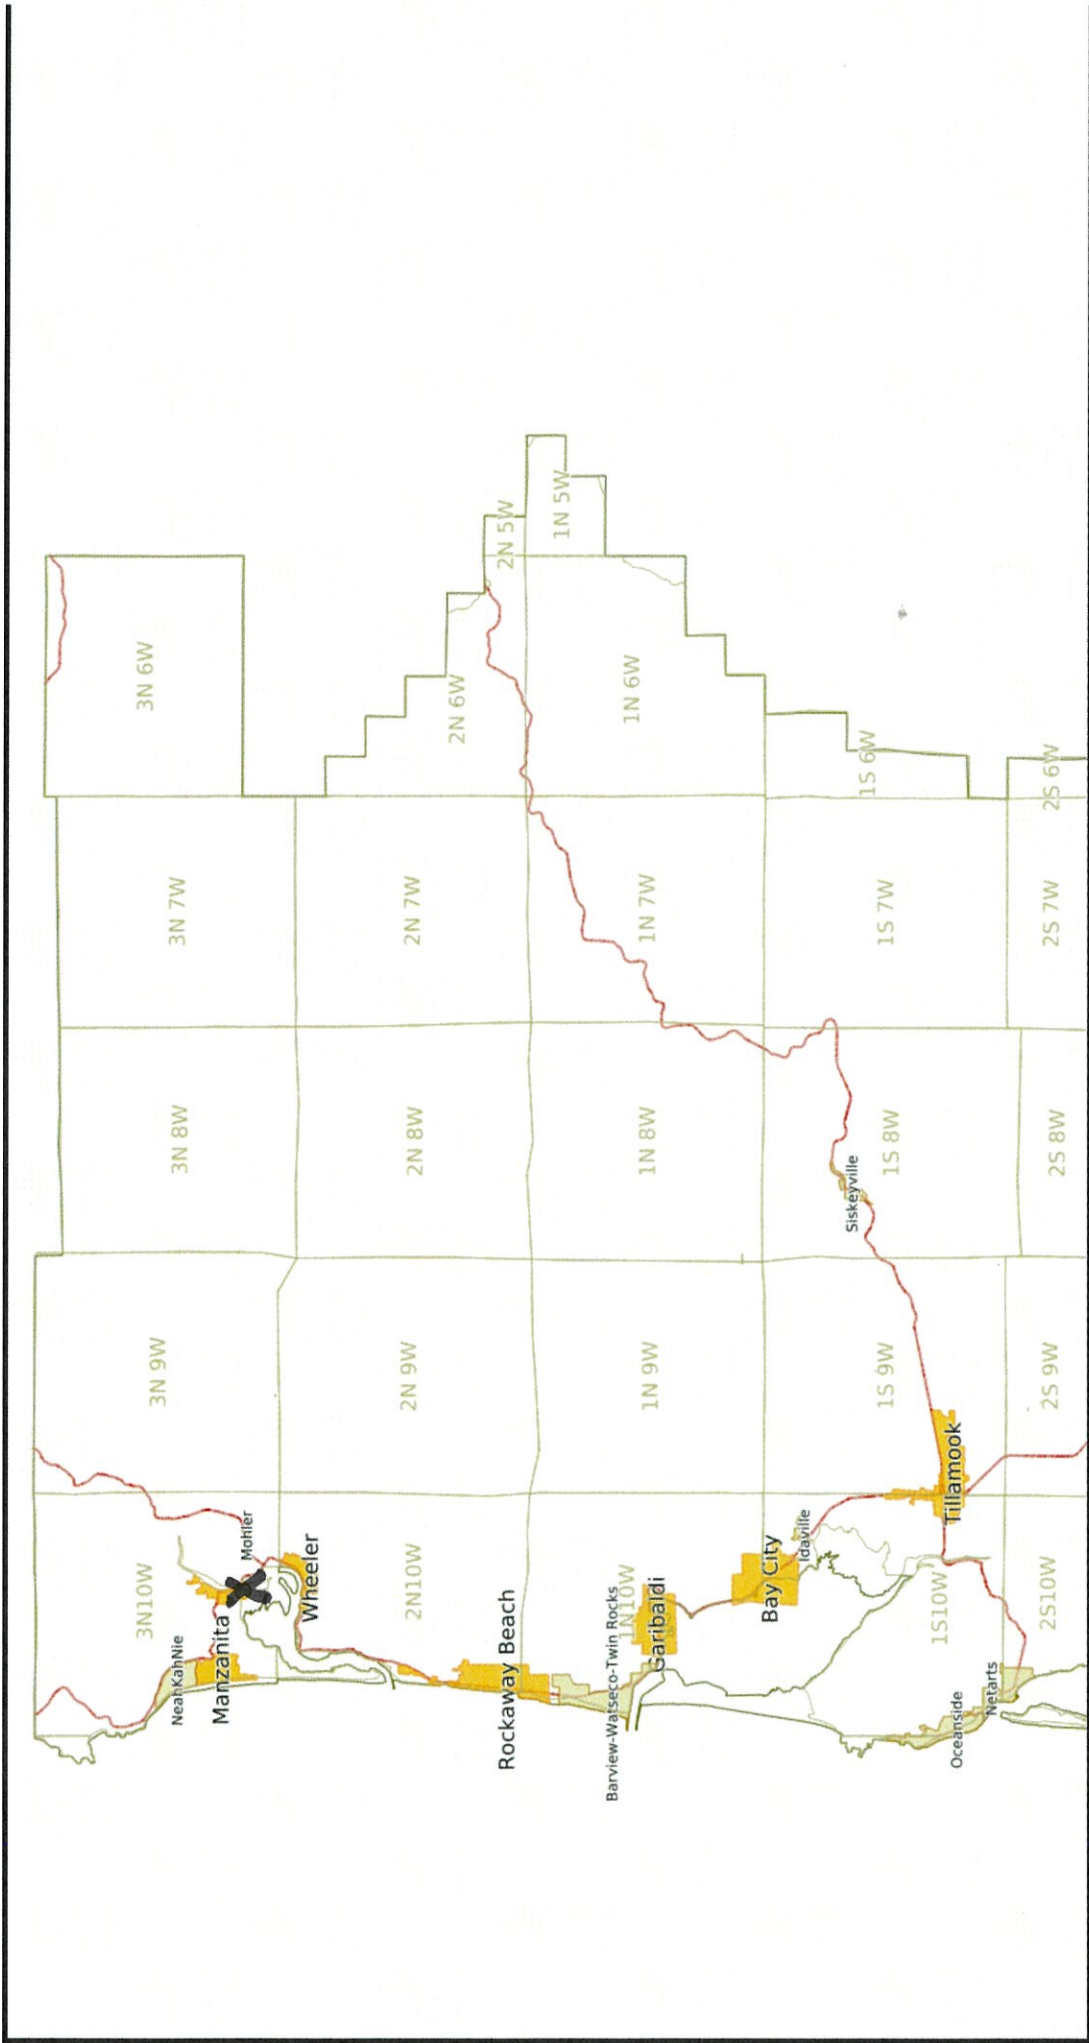 3N 6W
2N 5W
1N 5W
2N 6W
1N 6W
1S 6W
2S 6W
3N 7W
2N 7W
1N 7W
1S 7W
2S 7W
3N 8W
2N 8W
1N 8W
1S 8W
2S 8W
Siskeyville
3N 9W
2N 9W
1N 9W
1S 9W
2S 9W
Tillamook
Mohler
Idaville
Wheeler
Bay City
3N10W
2N10W
1N10W
1S10W
2S10W
Garibaldi
Manzanita
NeahKahNie
Rockaway Beach
Barview-Watseco-Twin Rocks
Netarts
Oceanside